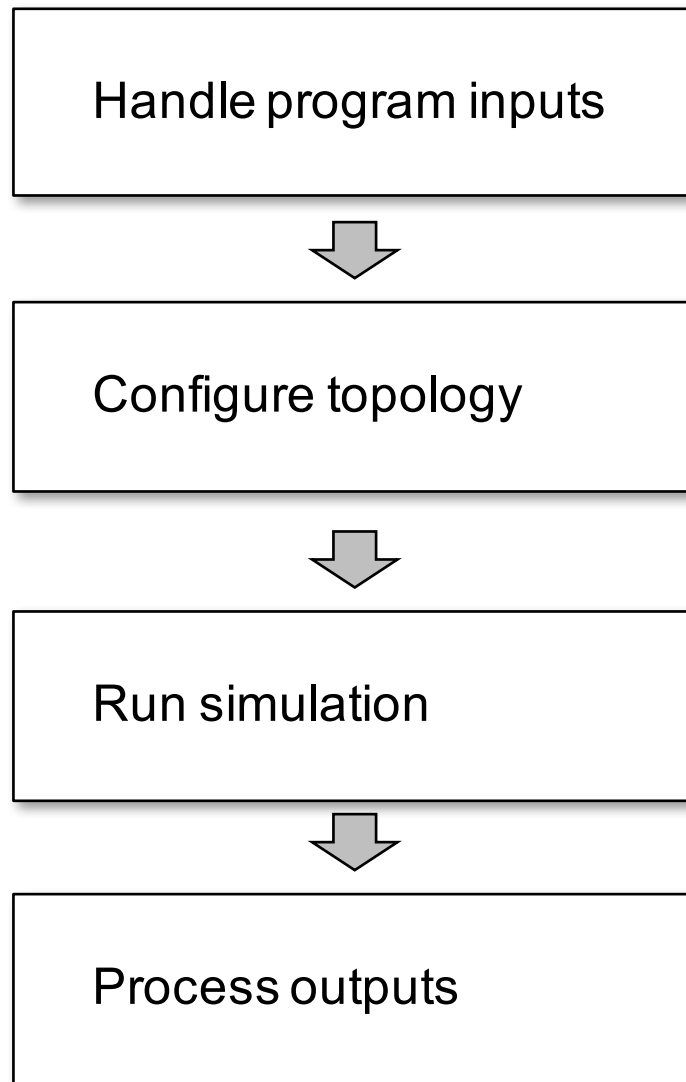 Handle program inputs
Configure topology
Run simulation
Process outputs